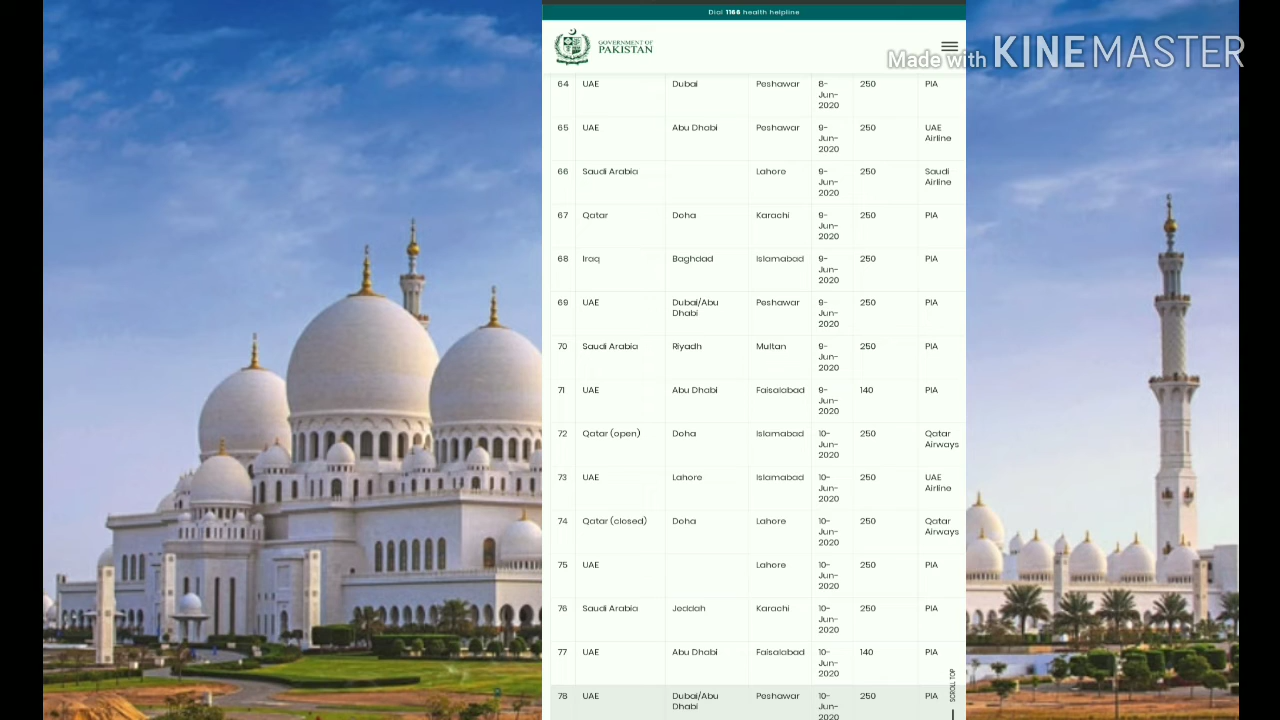 Dial 1166 health helpline
GOVERNMENT OF
PAKISTAN
Made with KINEMASTER
64 UAE Dubai Peshawar 8-Jun-2020 250 PIA
65 UAE Abu Dhabi Peshawar 9-Jun-2020 250 UAE Airline
66 Saudi Arabia Lahore 9-Jun-2020 250 Saudi Airline
67 Qatar Doha Karachi 9-Jun-2020 250 PIA
68 Iraq Baghdad Islamabad 9-Jun-2020 250 PIA
69 UAE Dubai/Abu Dhabi Peshawar 9-Jun-2020 250 PIA
70 Saudi Arabia Riyadh Multan 9-Jun-2020 250 PIA
71 UAE Abu Dhabi Faisalabad 9-Jun-2020 140 PIA
72 Qatar (open) Doha Islamabad 10-Jun-2020 250 Qatar Airways
73 UAE Lahore Islamabad 10-Jun-2020 250 UAE Airline
74 Qatar (closed) Doha Lahore 10-Jun-2020 250 Qatar Airways
75 UAE Lahore 10-Jun-2020 250 PIA
76 Saudi Arabia Jeddah Karachi 10-Jun-2020 250 PIA
77 UAE Abu Dhabi Faisalabad 10-Jun-2020 140 PIA
78 UAE Dubai/Abu Dhabi Peshawar 10-Jun-2020 250 PIA
SCROLL TOP